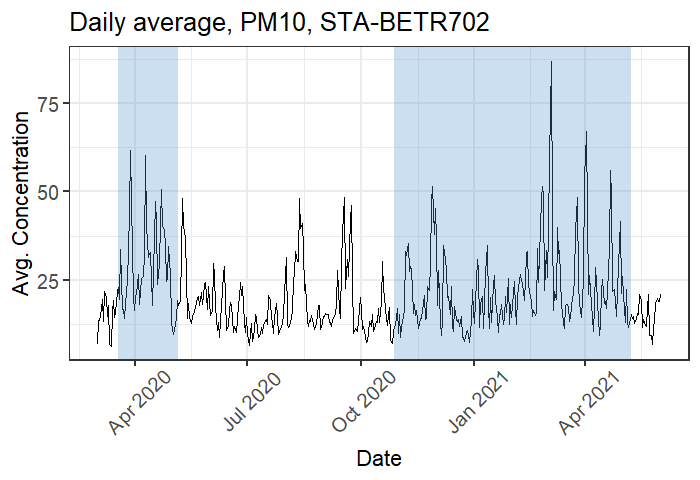 Daily average, PM10, STA-BETR702
Avg. Concentration
75
50
25
Apr 2020
Jul 2020
Oct 2020
Jan 2021
Apr 2021
Date